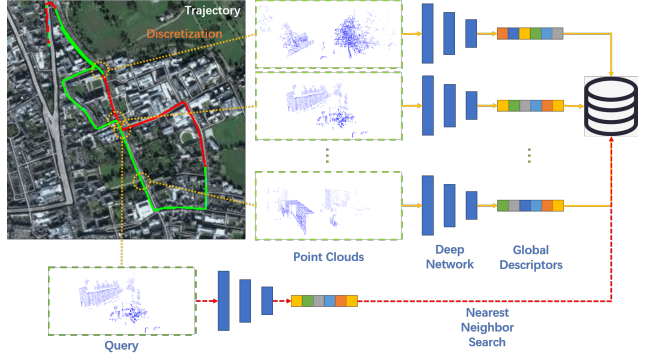 Trajectory
Discretization
Point Clouds
Deep
Network
Global
Descriptors
Query
Nearest
Neighbor
Search